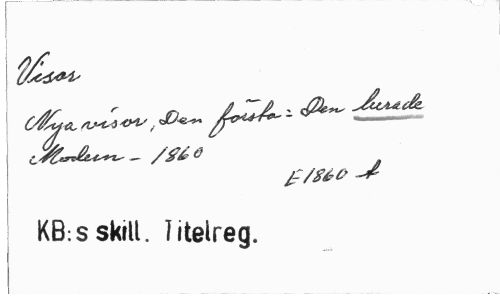 Visor
Nya visor, Den första: Den lurade
Modern - 1860
E1860 A
KB:s skill. Titelreg.